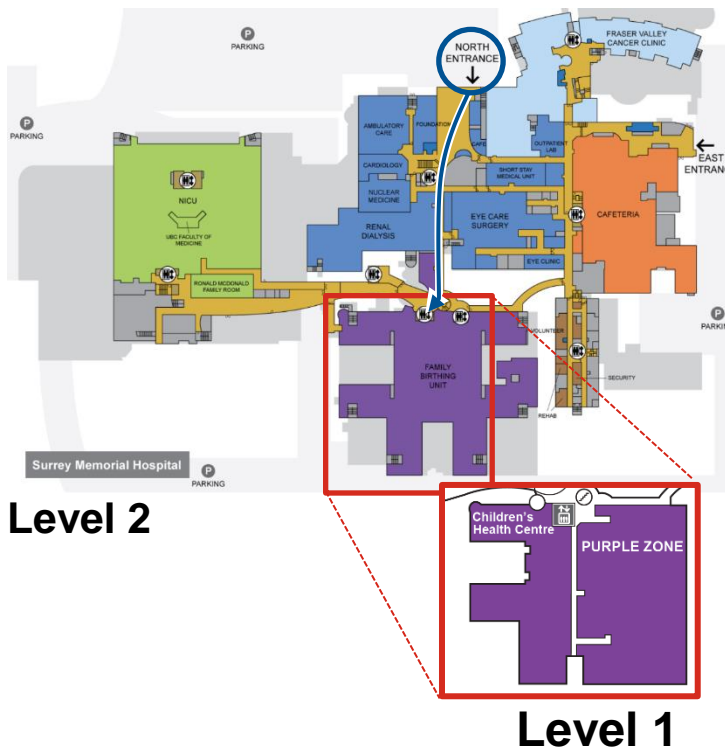 P
PARKING
FRASER VALLEY
CANCER CLINIC
NORTH
ENTRANCE
P
PARKING
P
PARKING
AMBULATORY
CARE
FOUNDATION
CAFE
OUTPATIENT
LAB
EAST
ENTRANC
CARDIOLOGY
SHORT STAY
MEDICAL UNIT
NUCLEAR
MEDICINE
NICU
UBC FACULTY OF
MEDICINE
RENAL
DIALYSIS
EYE CARE
SURGERY
CAFETERIA
EYE CLINIC
RONALD MCDONALD
FAMILY ROOM
P
PARKI
VOLUNTEER
FAMILY
BIRTHING
UNIT
SECURITY
REHAB
Surrey Memorial Hospital
P
PARKING
Level 2
Children's
Health Centre
PURPLE ZONE
Level 1